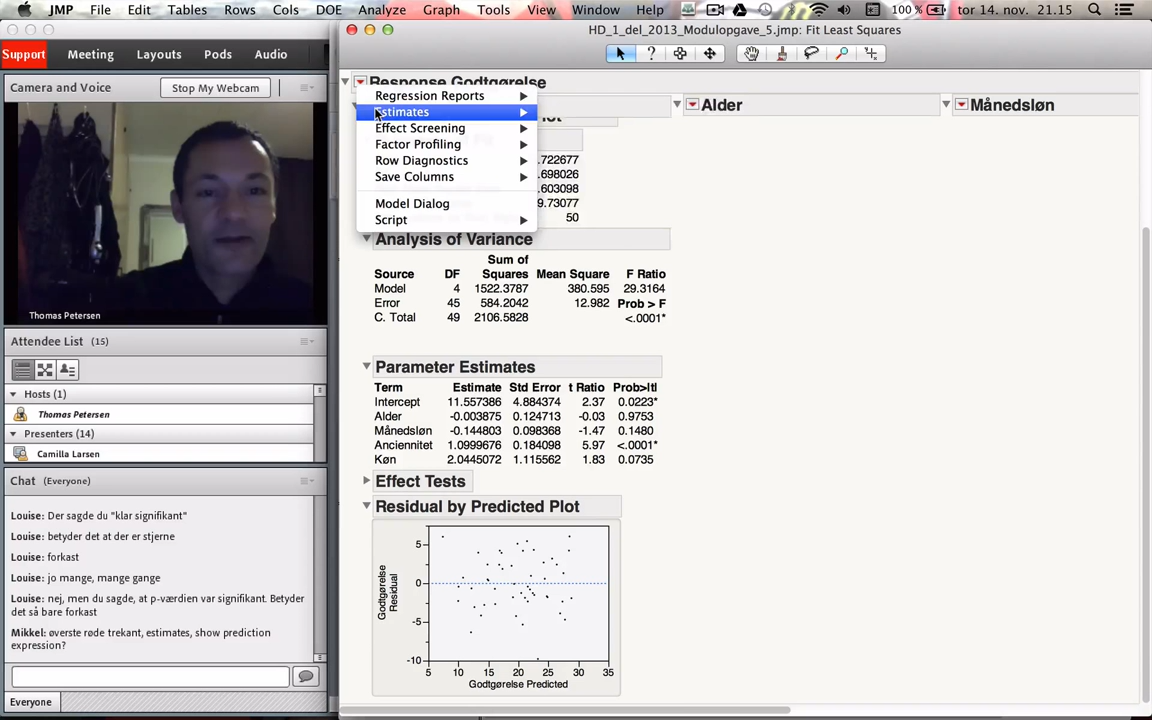 JMP File Edit Tables Rows Cols DOE Analyze Graph Tools View Window Help 100% tor 14. nov. 21.15
HD_1_del_2013_Modulopgave_5.jmp: Fit Least Squares
Support Meeting Layouts Pods Audio
Camera and Voice Stop My Webcam
Thomas Petersen
Attendee List (15)
Hosts (1)
Thomas Petersen
Presenters (14)
Camilla Larsen
Chat (Everyone)
Louise: Der sagde du "klar signifikant"
Louise: betyder det at der er stjerne
Louise: forkast
Louise: jo mange, mange gange
Louise: nej, men du sagde, at p-værdien var signifikant. Betyder
det så bare forkast
Mikkel: øverste røde trekant, estimates, show prediction
expression?
Everyone
Response Godtgørelse
Regression Reports
Estimates
Effect Screening
Factor Profiling
Row Diagnostics
Save Columns
Model Dialog
Script
Alder
Månedsløn
.722677
.698026
.603098
9.73077
50
Analysis of Variance
Sum of
Source DF Squares Mean Square F Ratio
Model 4 1522.3787 380.595 29.3164
Error 45 584.2042 12.982 Prob > F
C. Total 49 2106.5828 <.0001*
Parameter Estimates
Term Estimate Std Error t Ratio Prob>|t|
Intercept 11.557386 4.884374 2.37 0.0223*
Alder -0.003875 0.124713 -0.03 0.9753
Månedsløn -0.144803 0.098368 -1.47 0.1480
Anciennitet 1.0999676 0.184098 5.97 <.0001*
Køn 2.0445072 1.115562 1.83 0.0735
Effect Tests
Residual by Predicted Plot
Godtgørelse
Residual
5
0
-5
-10
5 10 15 20 25 30 35
Godtgørelse Predicted